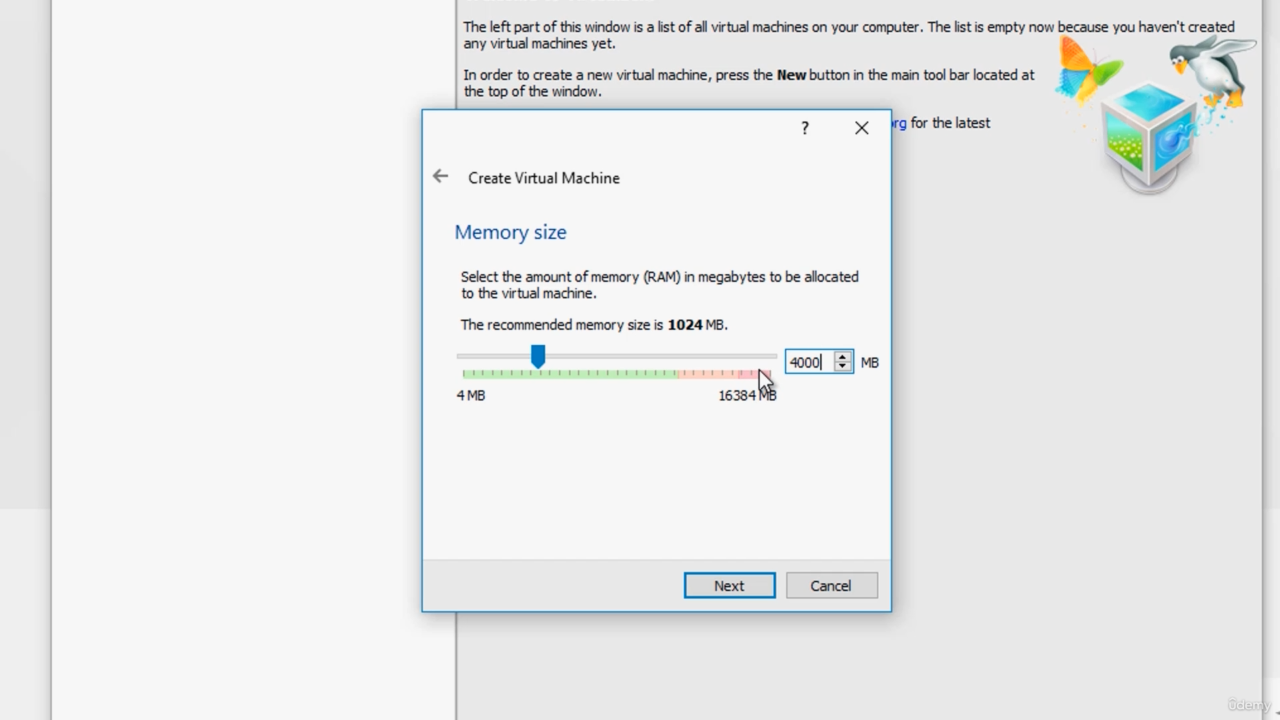 The left part of this window is a list of all virtual machines on your computer. The list is empty now because you haven't created
any virtual machines yet.
In order to create a new virtual machine, press the New button in the main tool bar located at
the top of the window.
rg for the latest
?
Create Virtual Machine
Memory size
Select the amount of memory (RAM) in megabytes to be allocated
to the virtual machine.
The recommended memory size is 1024 MB.
4000 MB
4 MB 16384 MB
Next Cancel
ûdemy